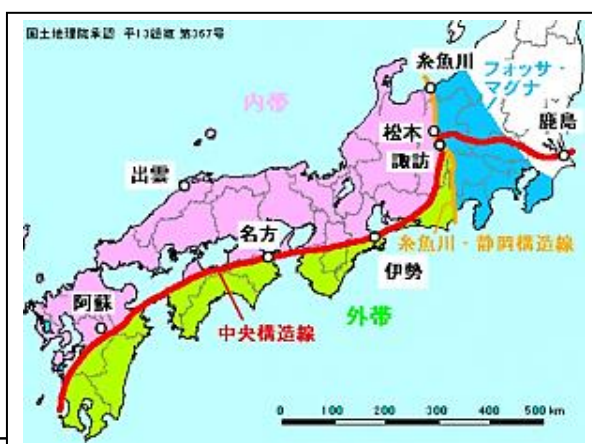 国土地理院承認 平13総複 第367号
糸魚川
フォッサ・
マグナ
内帯
松本
鹿島
諏訪
出雲
名方
糸魚川・静岡構造線
伊勢
阿蘇
中央構造線
外帯
0 100 200 300 400 500 km